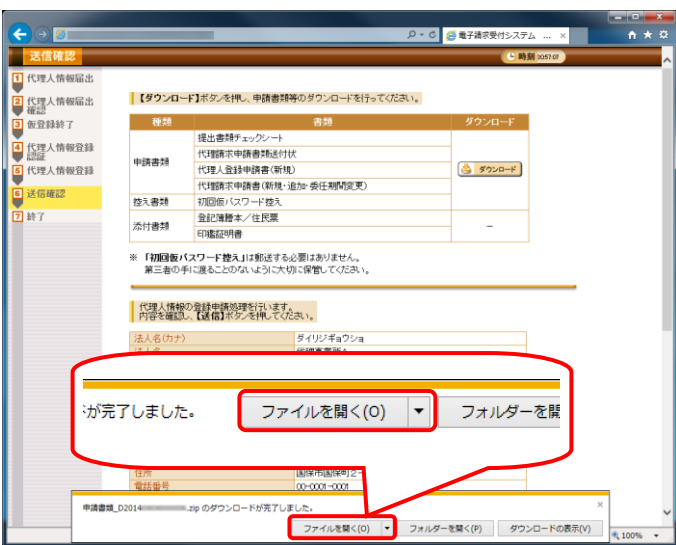 電子請求受付システム ...
送信確認
時刻 20:57:07
1 代理人情報届出
2 代理人情報届出
確認
3 仮登録終了
4 代理人情報登録
認証
5 代理人情報登録
6 送信確認
7 終了
【ダウンロード】ボタンを押し、申請書類等のダウンロードを行ってください。
種類 書類 ダウンロード
申請書類
提出書類チェックシート
代理請求申請書類送付状
代理人登録申請書(新規)
代理請求申請書(新規・追加・委任期間変更)
ダウンロード
控え書類 初回仮パスワード控え
添付書類
登記簿謄本/住民票
印鑑証明書
－
※ 「初回仮パスワード控え」は郵送する必要はありません。
第三者の手に渡ることのないように大切に保管してください。
代理人情報の登録申請処理を行います。
内容を確認し、【送信】ボタンを押してください。
法人名(カナ) ダイリジギョウショ
が完了しました。
ファイルを開く(O) ▼
フォルダーを開
住所 国保市国保町2-
電話番号 00-0001-0001
申請書類_D2014
.zip のダウンロードが完了しました。
×
ファイルを開く(O) ▼ フォルダーを開く(P) ダウンロードの表示(V)
100%